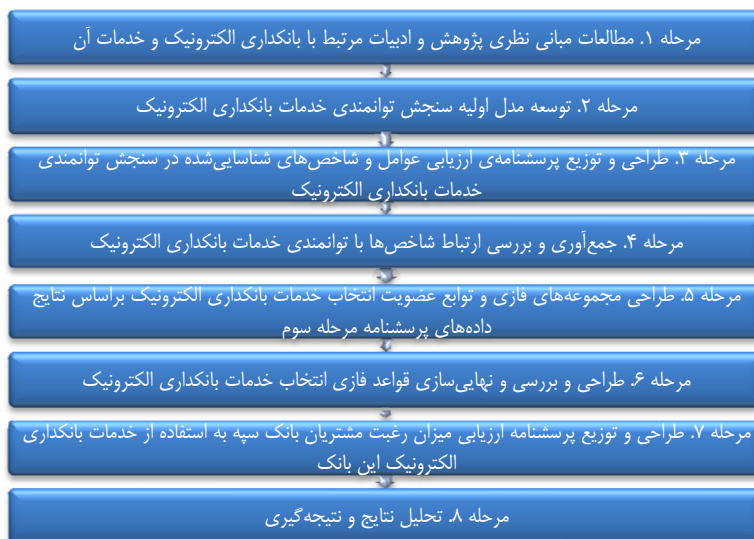 مرحله ۱. مطالعات مبانی نظری پژوهش و ادبیات مرتبط با بانکداری الکترونیک و خدمات آن
مرحله ۲. توسعه مدل اولیه سنجش توانمندی خدمات بانکداری الکترونیک
مرحله ۳. طراحی و توزیع پرسشنامه‌ی ارزیابی عوامل و شاخص‌های شناسایی‌شده در سنجش توانمندی
خدمات بانکداری الکترونیک
مرحله ۴. جمع‌آوری و بررسی ارتباط شاخص‌ها با توانمندی خدمات بانکداری الکترونیک
مرحله ۵. طراحی مجموعه‌های فازی و توابع عضویت انتخاب خدمات بانکداری الکترونیک براساس نتایج
داده‌های پرسشنامه مرحله سوم
مرحله ۶. طراحی و بررسی و نهایی‌سازی قواعد فازی انتخاب خدمات بانکداری الکترونیک
مرحله ۷. طراحی و توزیع پرسشنامه ارزیابی میزان رغبت مشتریان بانک سپه به استفاده از خدمات بانکداری
الکترونیک این بانک
مرحله ۸. تحلیل نتایج و نتیجه‌گیری